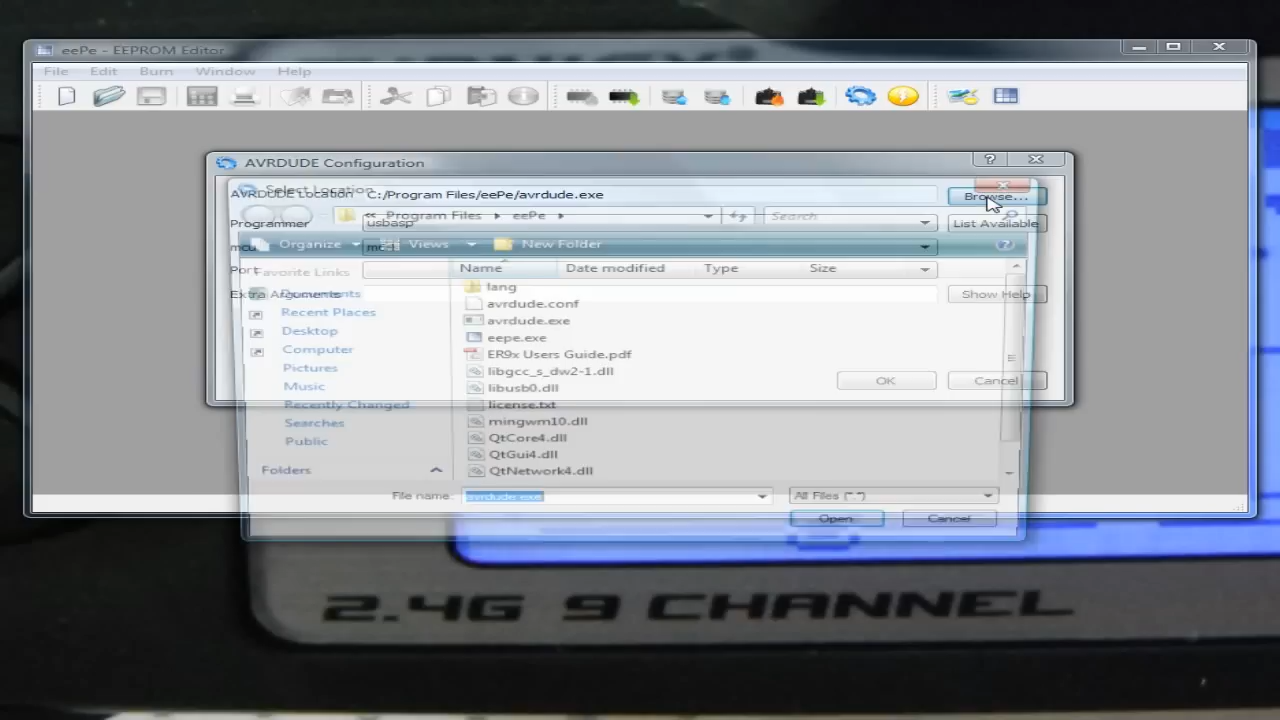 eePe - EEPROM Editor
File Edit Burn Window Help
AVRDUDE Configuration
AVRDUDE Location C:/Program Files/eePe/avrdude.exe Browse...
Select Location
Program Files eePe Search
Programmer usbasp List Available
Organize Views New Folder
mcu
Port
Name Date modified Type Size
Favorite Links
Extra Arguments Show Help
Documents
Recent Places
Desktop
Computer
Pictures
Music
Recently Changed
Searches
Public
Folders
lang
avrdude.conf
avrdude.exe
eepe.exe
ER9x Users Guide.pdf
libgcc_s_dw2-1.dll
libusb0.dll
license.txt
mingwm10.dll
QtCore4.dll
QtGui4.dll
QtNetwork4.dll
OK Cancel
File name: avrdude.exe All Files (*.*)
Open Cancel
2.4G 9 CHANNEL